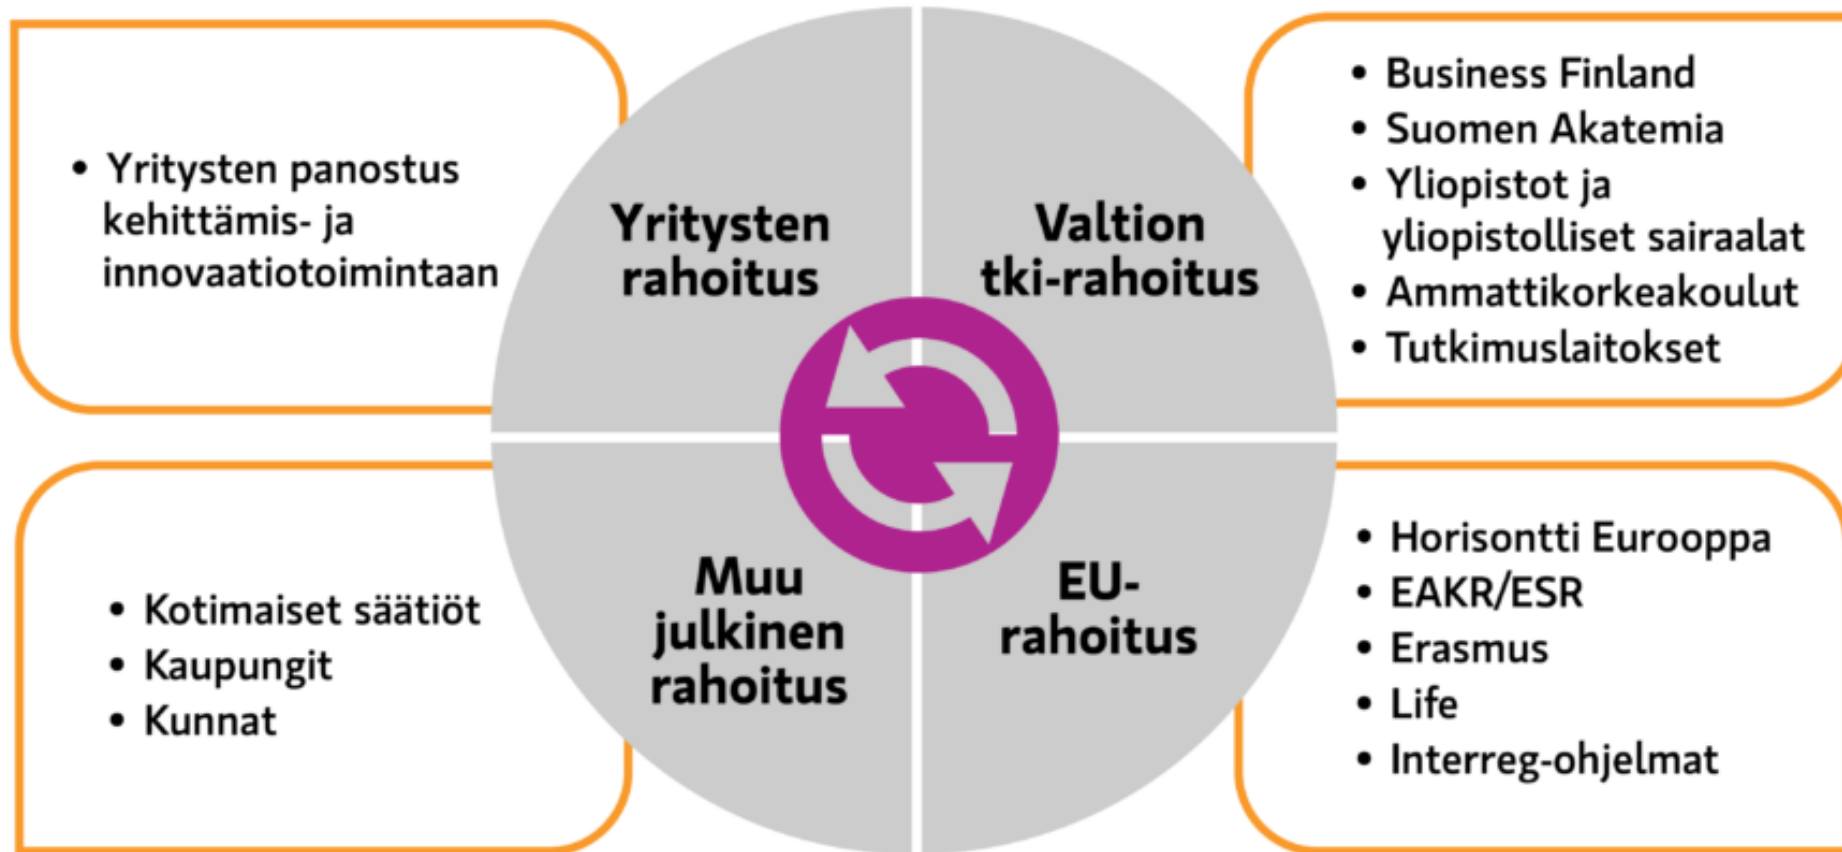 • Yritysten panostus
kehittämis- ja
innovaatiotoimintaan
Yritysten
rahoitus
Valtion
tki-rahoitus
• Business Finland
• Suomen Akatemia
• Yliopistot ja
yliopistolliset sairaalat
• Ammattikorkeakoulut
• Tutkimuslaitokset
• Kotimaiset säätiöt
• Kaupungit
• Kunnat
Muu
julkinen
rahoitus
EU-
rahoitus
• Horisontti Eurooppa
• EAKR/ESR
• Erasmus
• Life
• Interreg-ohjelmat